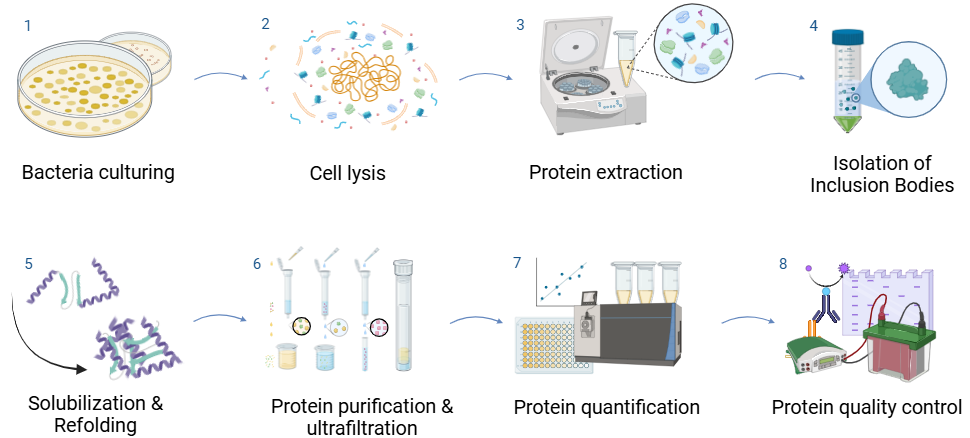 1
Bacteria culturing
2
Cell lysis
3
Protein extraction
4
Isolation of
Inclusion Bodies
5
Solubilization &
Refolding
6
Protein purification &
ultrafiltration
7
Protein quantification
8
Protein quality control